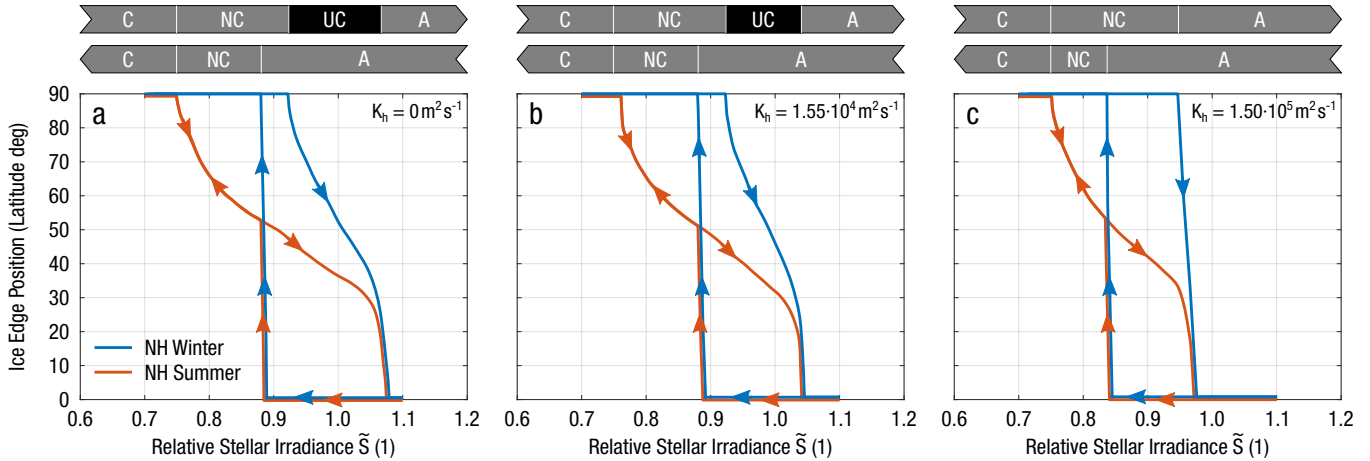 C NC UC A
C NC UC A
C NC A
C NC A
C NC A
C NC A
Ice Edge Position (Latitude deg)
90
80
70
60
50
40
30
20
10
0
a
K_h = 0 m² s⁻¹
NH Winter
NH Summer
0.6 0.7 0.8 0.9 1.0 1.1 1.2
Relative Stellar Irradiance S̃ (1)
b
K_h = 1.55·10⁴ m² s⁻¹
0.6 0.7 0.8 0.9 1.0 1.1 1.2
Relative Stellar Irradiance S̃ (1)
c
K_h = 1.50·10⁵ m² s⁻¹
0.6 0.7 0.8 0.9 1.0 1.1 1.2
Relative Stellar Irradiance S̃ (1)